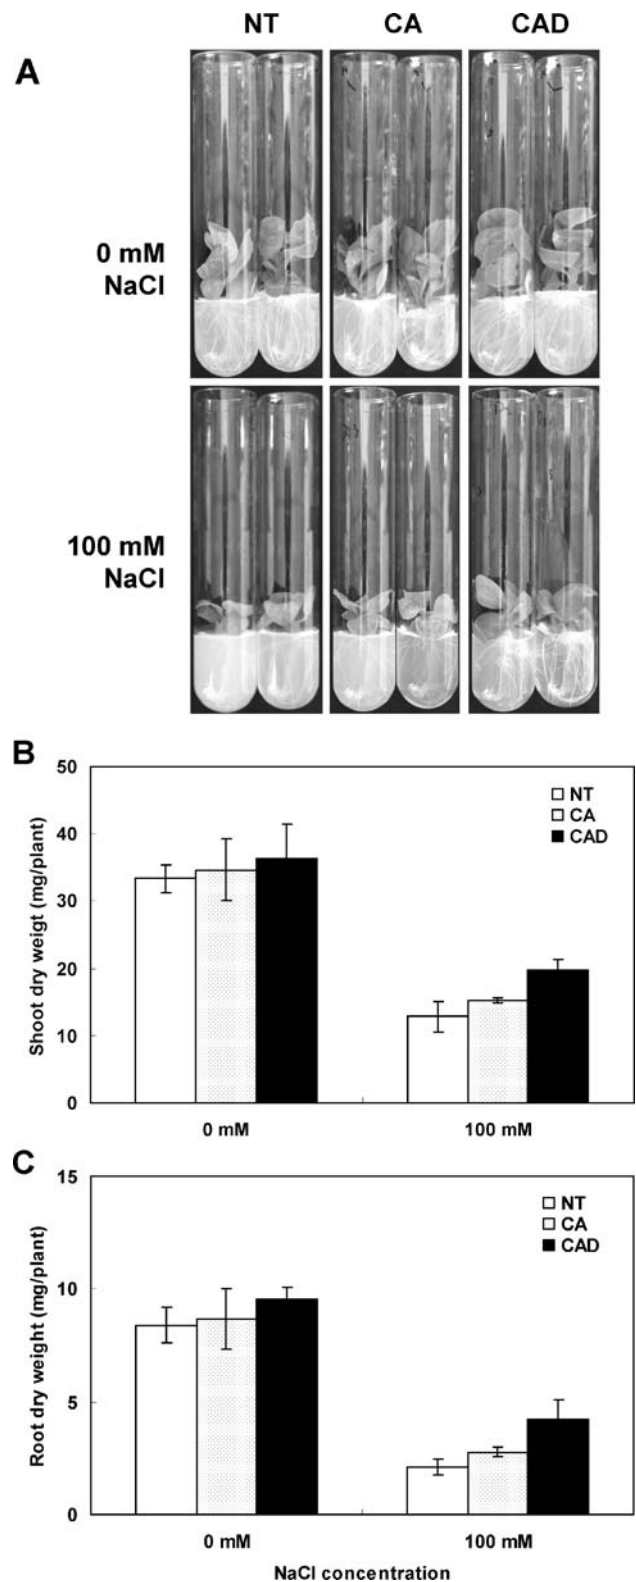 NT CA CAD
A
0 mM
NaCl
100 mM
NaCl
B
50
40
30
20
10
0
Shoot dry weigt (mg/plant)
NT
CA
CAD
0 mM 100 mM
C
15
10
5
0
Root dry weight (mg/plant)
NT
CA
CAD
0 mM 100 mM
NaCl concentration